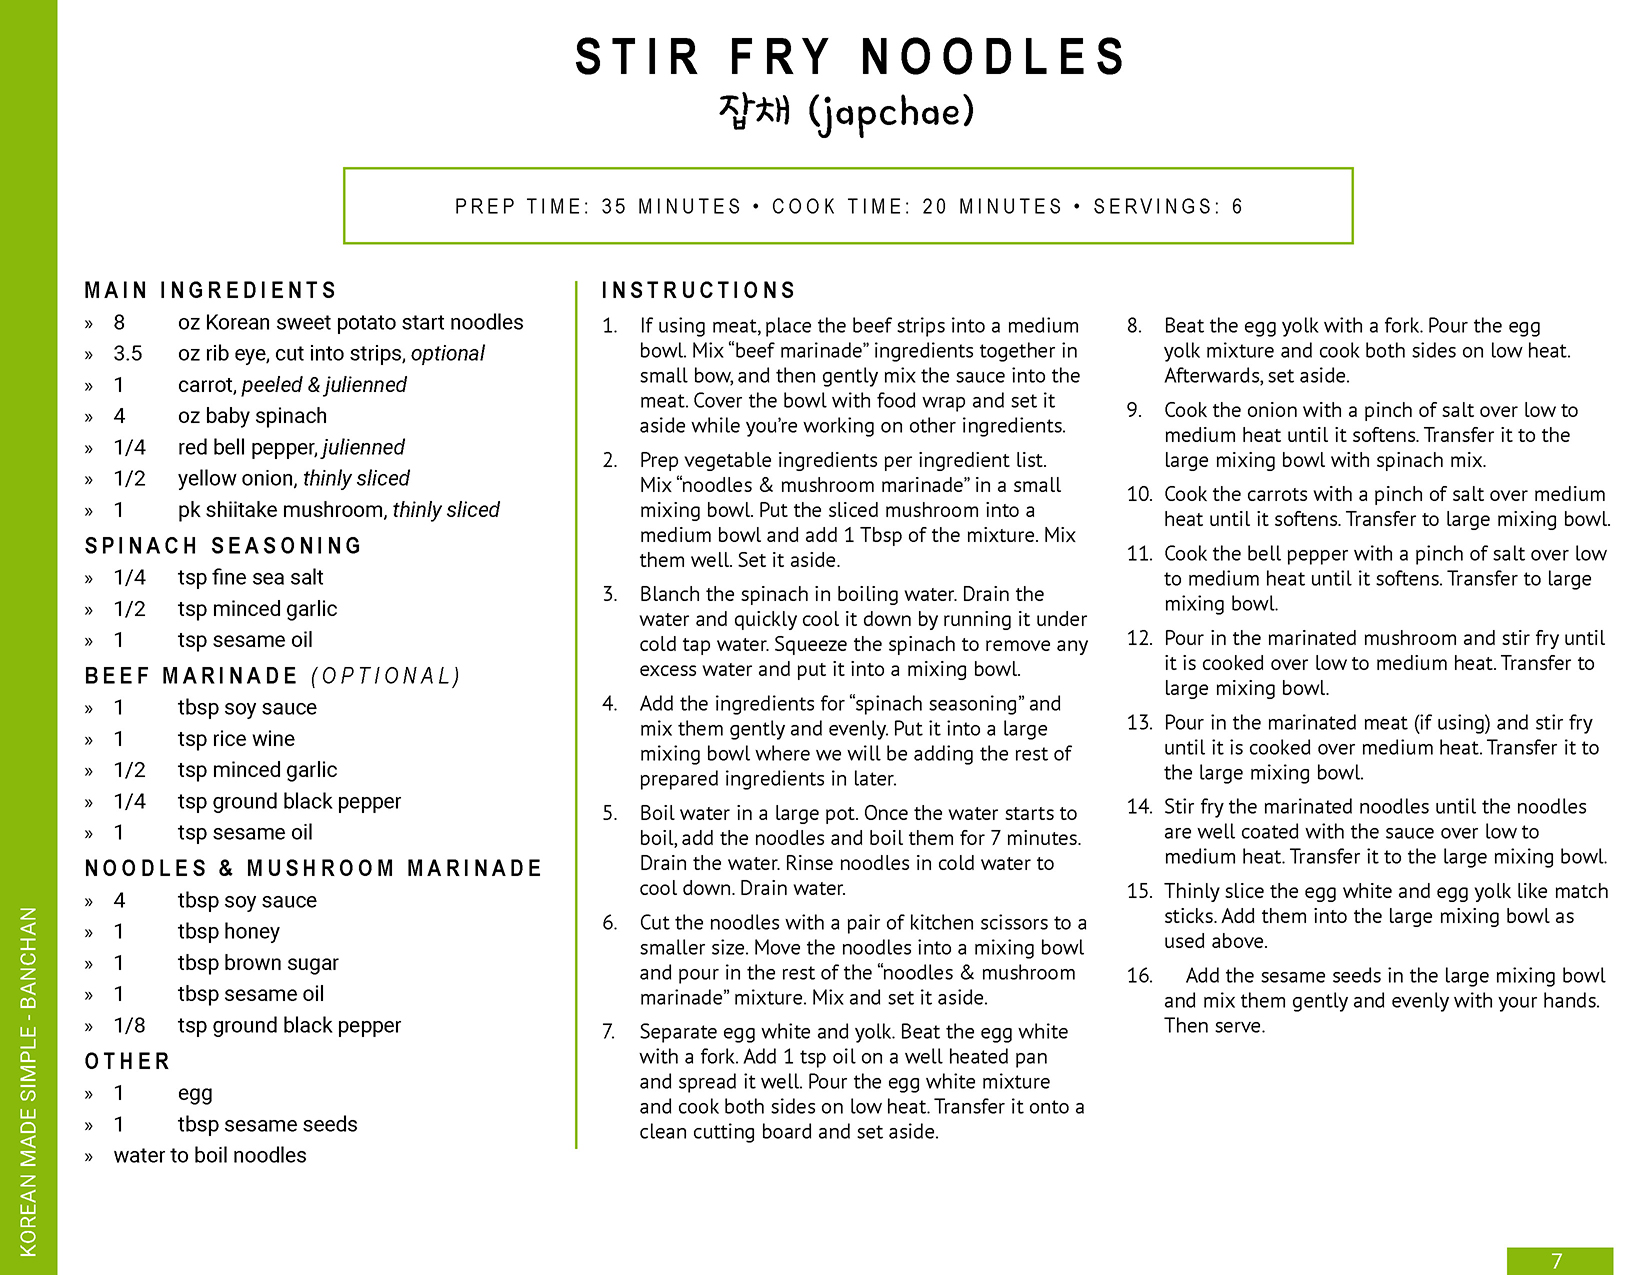 STIR FRY NOODLES
잡채 (japchae)
PREP TIME: 35 MINUTES • COOK TIME: 20 MINUTES • SERVINGS: 6
MAIN INGREDIENTS
» 8 oz Korean sweet potato start noodles
» 3.5 oz rib eye, cut into strips, optional
» 1 carrot, peeled & julienned
» 4 oz baby spinach
» 1/4 red bell pepper, julienned
» 1/2 yellow onion, thinly sliced
» 1 pk shiitake mushroom, thinly sliced
SPINACH SEASONING
» 1/4 tsp fine sea salt
» 1/2 tsp minced garlic
» 1 tsp sesame oil
BEEF MARINADE (OPTIONAL)
» 1 tbsp soy sauce
» 1 tsp rice wine
» 1/2 tsp minced garlic
» 1/4 tsp ground black pepper
» 1 tsp sesame oil
NOODLES & MUSHROOM MARINADE
» 4 tbsp soy sauce
» 1 tbsp honey
» 1 tbsp brown sugar
» 1 tbsp sesame oil
» 1/8 tsp ground black pepper
OTHER
» 1 egg
» 1 tbsp sesame seeds
» water to boil noodles
INSTRUCTIONS
1. If using meat, place the beef strips into a medium
bowl. Mix “beef marinade” ingredients together in
small bow, and then gently mix the sauce into the
meat. Cover the bowl with food wrap and set it
aside while you’re working on other ingredients.
2. Prep vegetable ingredients per ingredient list.
Mix “noodles & mushroom marinade” in a small
mixing bowl. Put the sliced mushroom into a
medium bowl and add 1 Tbsp of the mixture. Mix
them well. Set it aside.
3. Blanch the spinach in boiling water. Drain the
water and quickly cool it down by running it under
cold tap water. Squeeze the spinach to remove any
excess water and put it into a mixing bowl.
4. Add the ingredients for “spinach seasoning” and
mix them gently and evenly. Put it into a large
mixing bowl where we will be adding the rest of
prepared ingredients in later.
5. Boil water in a large pot. Once the water starts to
boil, add the noodles and boil them for 7 minutes.
Drain the water. Rinse noodles in cold water to
cool down. Drain water.
6. Cut the noodles with a pair of kitchen scissors to a
smaller size. Move the noodles into a mixing bowl
and pour in the rest of the “noodles & mushroom
marinade” mixture. Mix and set it aside.
7. Separate egg white and yolk. Beat the egg white
with a fork. Add 1 tsp oil on a well heated pan
and spread it well. Pour the egg white mixture
and cook both sides on low heat. Transfer it onto a
clean cutting board and set aside.
8. Beat the egg yolk with a fork. Pour the egg
yolk mixture and cook both sides on low heat.
Afterwards, set aside.
9. Cook the onion with a pinch of salt over low to
medium heat until it softens. Transfer it to the
large mixing bowl with spinach mix.
10. Cook the carrots with a pinch of salt over medium
heat until it softens. Transfer to large mixing bowl.
11. Cook the bell pepper with a pinch of salt over low
to medium heat until it softens. Transfer to large
mixing bowl.
12. Pour in the marinated mushroom and stir fry until
it is cooked over low to medium heat. Transfer to
large mixing bowl.
13. Pour in the marinated meat (if using) and stir fry
until it is cooked over medium heat. Transfer it to
the large mixing bowl.
14. Stir fry the marinated noodles until the noodles
are well coated with the sauce over low to
medium heat. Transfer it to the large mixing bowl.
15. Thinly slice the egg white and egg yolk like match
sticks. Add them into the large mixing bowl as
used above.
16. Add the sesame seeds in the large mixing bowl
and mix them gently and evenly with your hands.
Then serve.
KOREAN MADE SIMPLE - BANCHAN
7